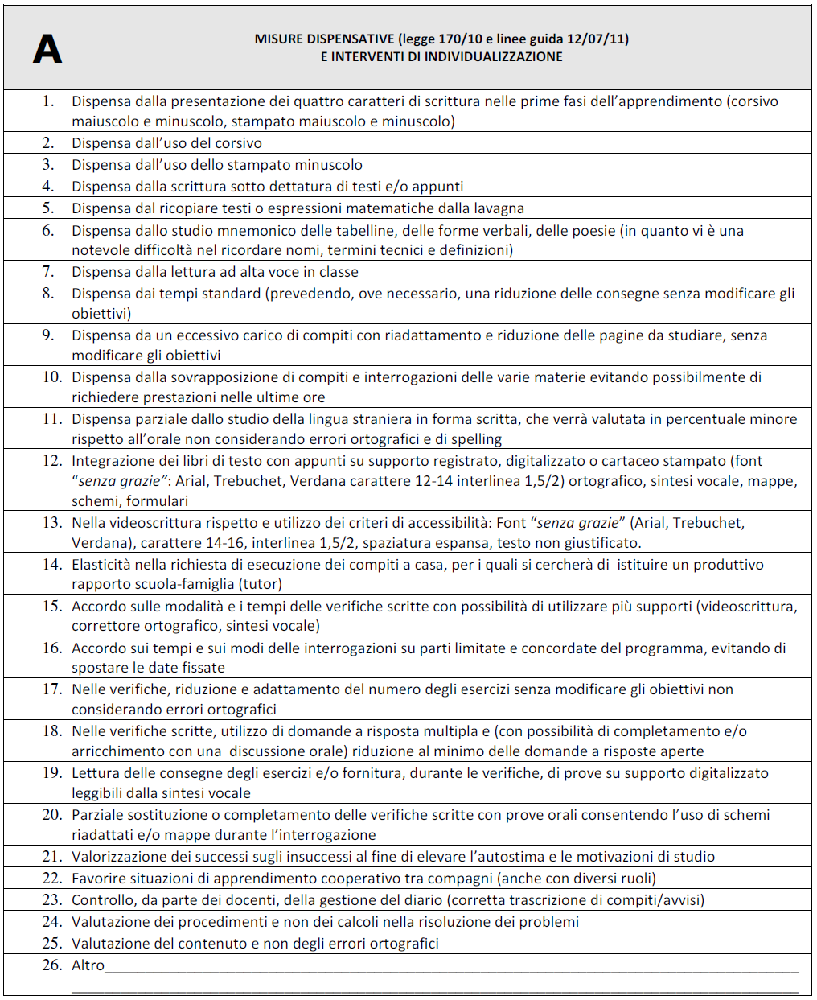 A
MISURE DISPENSATIVE (legge 170/10 e linee guida 12/07/11)
E INTERVENTI DI INDIVIDUALIZZAZIONE
1. Dispensa dalla presentazione dei quattro caratteri di scrittura nelle prime fasi dell’apprendimento (corsivo
maiuscolo e minuscolo, stampato maiuscolo e minuscolo)
2. Dispensa dall’uso del corsivo
3. Dispensa dall’uso dello stampato minuscolo
4. Dispensa dalla scrittura sotto dettatura di testi e/o appunti
5. Dispensa dal ricopiare testi o espressioni matematiche dalla lavagna
6. Dispensa dallo studio mnemonico delle tabelline, delle forme verbali, delle poesie (in quanto vi è una
notevole difficoltà nel ricordare nomi, termini tecnici e definizioni)
7. Dispensa dalla lettura ad alta voce in classe
8. Dispensa dai tempi standard (prevedendo, ove necessario, una riduzione delle consegne senza modificare gli
obiettivi)
9. Dispensa da un eccessivo carico di compiti con riadattamento e riduzione delle pagine da studiare, senza
modificare gli obiettivi
10. Dispensa dalla sovrapposizione di compiti e interrogazioni delle varie materie evitando possibilmente di
richiedere prestazioni nelle ultime ore
11. Dispensa parziale dallo studio della lingua straniera in forma scritta, che verrà valutata in percentuale minore
rispetto all’orale non considerando errori ortografici e di spelling
12. Integrazione dei libri di testo con appunti su supporto registrato, digitalizzato o cartaceo stampato (font
“senza grazie”: Arial, Trebuchet, Verdana carattere 12-14 interlinea 1,5/2) ortografico, sintesi vocale, mappe,
schemi, formulari
13. Nella videoscrittura rispetto e utilizzo dei criteri di accessibilità: Font “senza grazie” (Arial, Trebuchet,
Verdana), carattere 14-16, interlinea 1,5/2, spaziatura espansa, testo non giustificato.
14. Elasticità nella richiesta di esecuzione dei compiti a casa, per i quali si cercherà di  istituire un produttivo
rapporto scuola-famiglia (tutor)
15. Accordo sulle modalità e i tempi delle verifiche scritte con possibilità di utilizzare più supporti (videoscrittura,
correttore ortografico, sintesi vocale)
16. Accordo sui tempi e sui modi delle interrogazioni su parti limitate e concordate del programma, evitando di
spostare le date fissate
17. Nelle verifiche, riduzione e adattamento del numero degli esercizi senza modificare gli obiettivi non
considerando errori ortografici
18. Nelle verifiche scritte, utilizzo di domande a risposta multipla e (con possibilità di completamento e/o
arricchimento con una  discussione orale) riduzione al minimo delle domande a risposte aperte
19. Lettura delle consegne degli esercizi e/o fornitura, durante le verifiche, di prove su supporto digitalizzato
leggibili dalla sintesi vocale
20. Parziale sostituzione o completamento delle verifiche scritte con prove orali consentendo l’uso di schemi
riadattati e/o mappe durante l’interrogazione
21. Valorizzazione dei successi sugli insuccessi al fine di elevare l’autostima e le motivazioni di studio
22. Favorire situazioni di apprendimento cooperativo tra compagni (anche con diversi ruoli)
23. Controllo, da parte dei docenti, della gestione del diario (corretta trascrizione di compiti/avvisi)
24. Valutazione dei procedimenti e non dei calcoli nella risoluzione dei problemi
25. Valutazione del contenuto e non degli errori ortografici
26. Altro